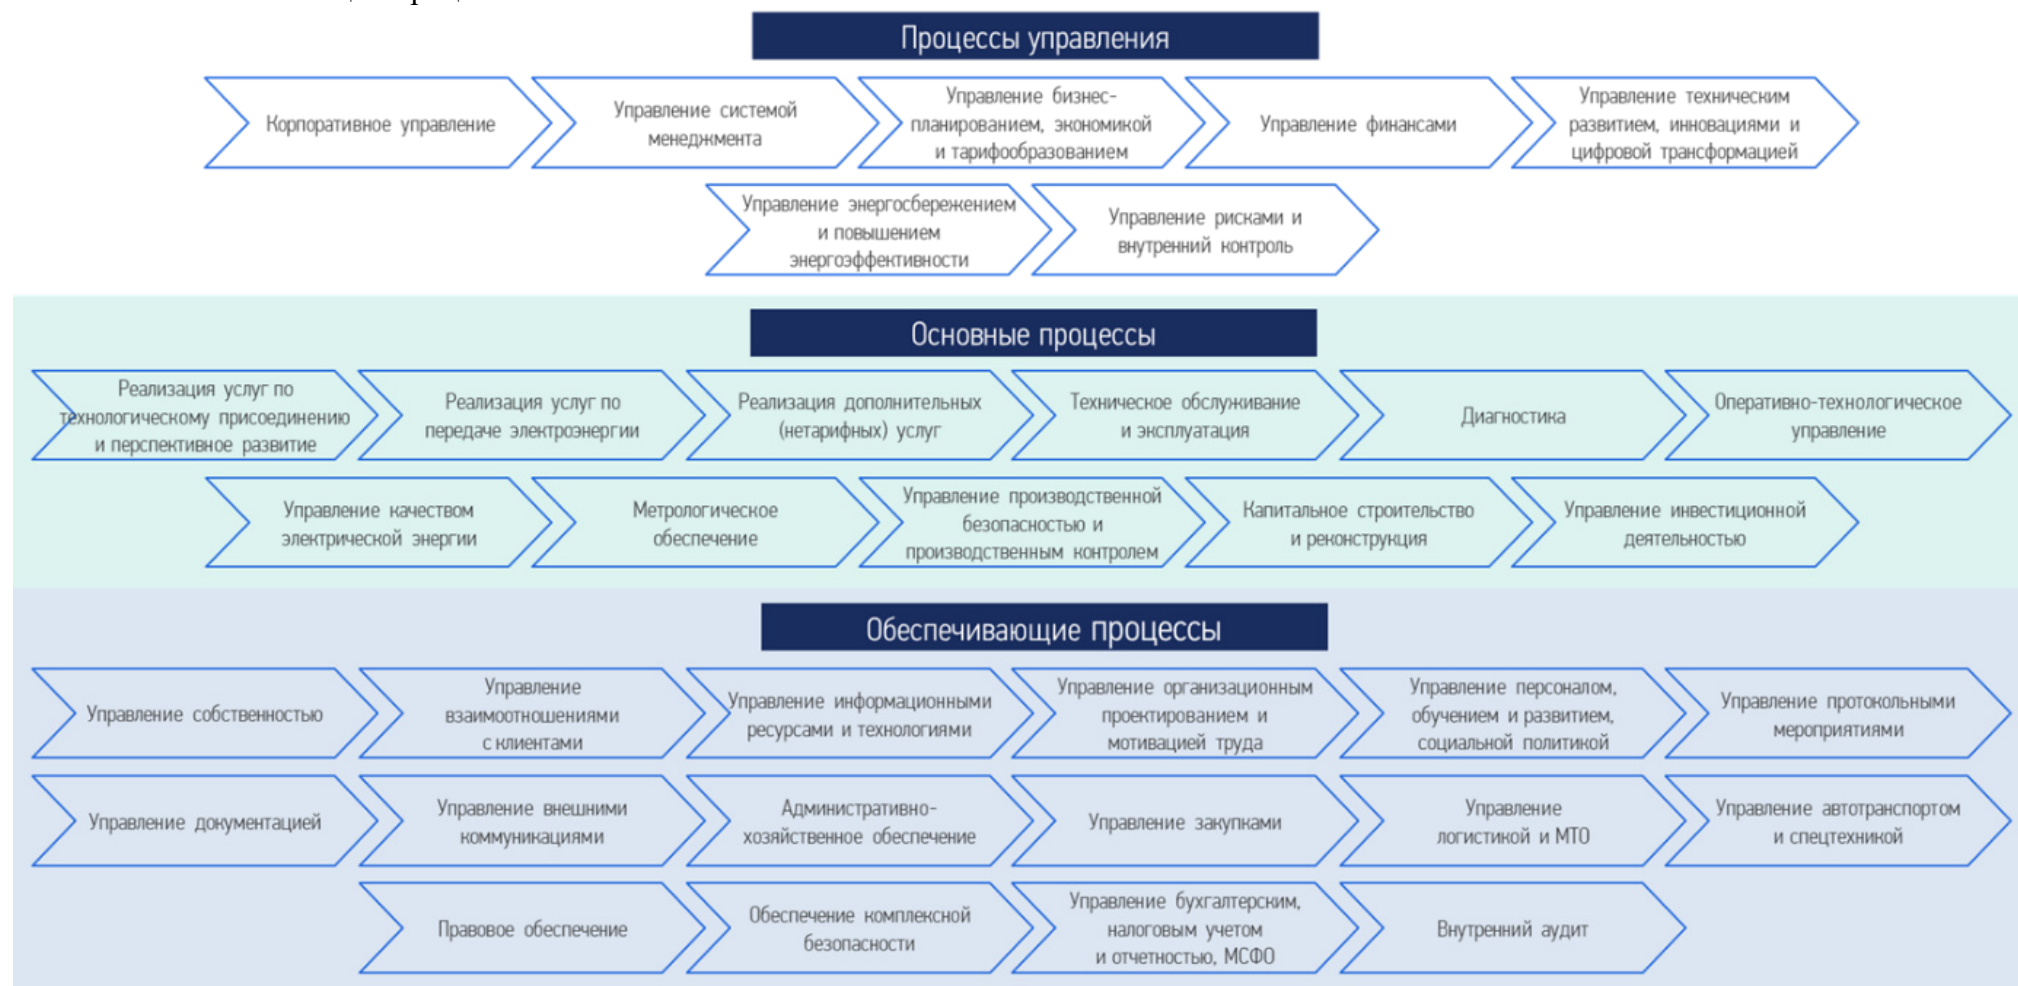 Процессы управления
Корпоративное управление
Управление системой
менеджмента
Управление бизнес-
планированием, экономикой
и тарифообразованием
Управление финансами
Управление техническим
развитием, инновациями и
цифровой трансформацией
Управление энергосбережением
и повышением
энергоэффективности
Управление рисками и
внутренний контроль
Основные процессы
Реализация услуг по
технологическому присоединению
и перспективное развитие
Реализация услуг по
передаче электроэнергии
Реализация дополнительных
(нетарифных) услуг
Техническое обслуживание
и эксплуатация
Диагностика
Оперативно-технологическое
управление
Управление качеством
электрической энергии
Метрологическое
обеспечение
Управление производственной
безопасностью и
производственным контролем
Капитальное строительство
и реконструкция
Управление инвестиционной
деятельностью
Обеспечивающие процессы
Управление собственностью
Управление
взаимоотношениями
с клиентами
Управление информационными
ресурсами и технологиями
Управление организационным
проектированием и
мотивацией труда
Управление персоналом,
обучением и развитием,
социальной политикой
Управление протокольными
мероприятиями
Управление документацией
Управление внешними
коммуникациями
Административно-
хозяйственное обеспечение
Управление закупками
Управление
логистикой и МТО
Управление автотранспортом
и спецтехникой
Правовое обеспечение
Обеспечение комплексной
безопасности
Управление бухгалтерским,
налоговым учетом
и отчетностью, МСФО
Внутренний аудит